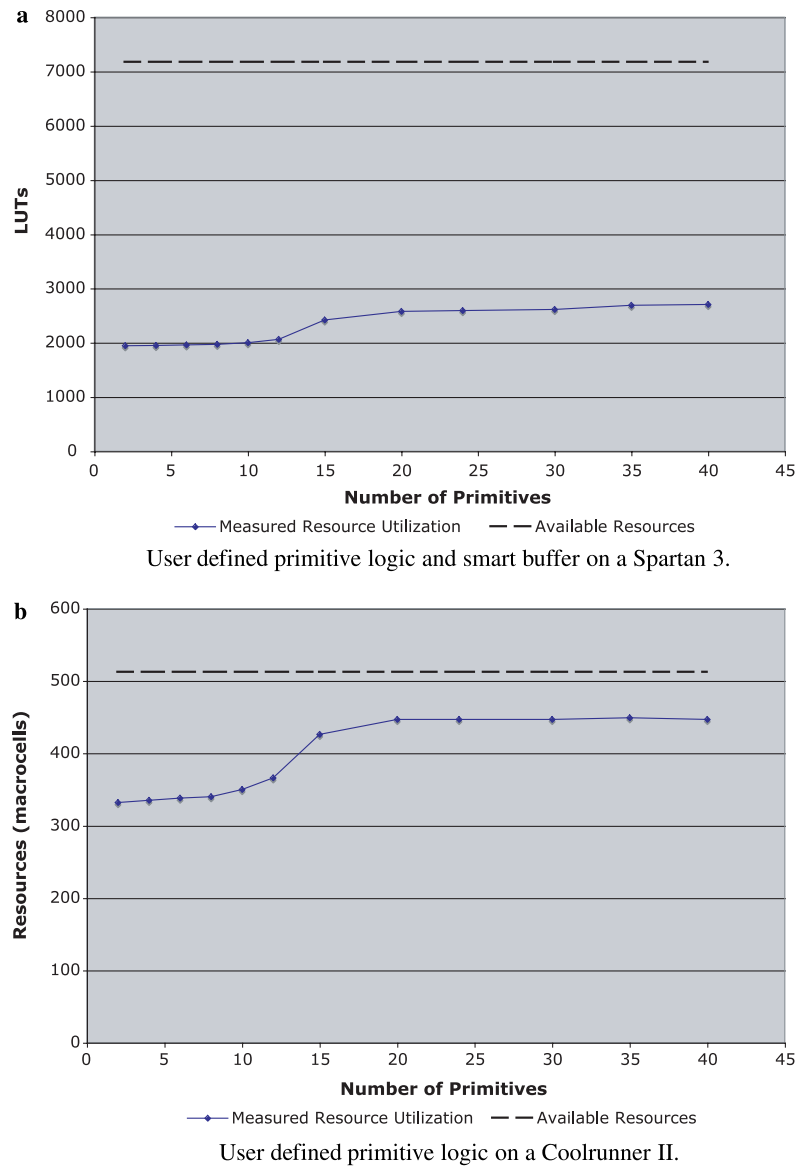 a
8000
7000
6000
5000
4000
3000
2000
1000
0
LUTs
0 5 10 15 20 25 30 35 40 45
Number of Primitives
Measured Resource Utilization Available Resources
User defined primitive logic and smart buffer on a Spartan 3.
b
600
500
400
300
200
100
0
Resources (macrocells)
0 5 10 15 20 25 30 35 40 45
Number of Primitives
Measured Resource Utilization Available Resources
User defined primitive logic on a Coolrunner II.